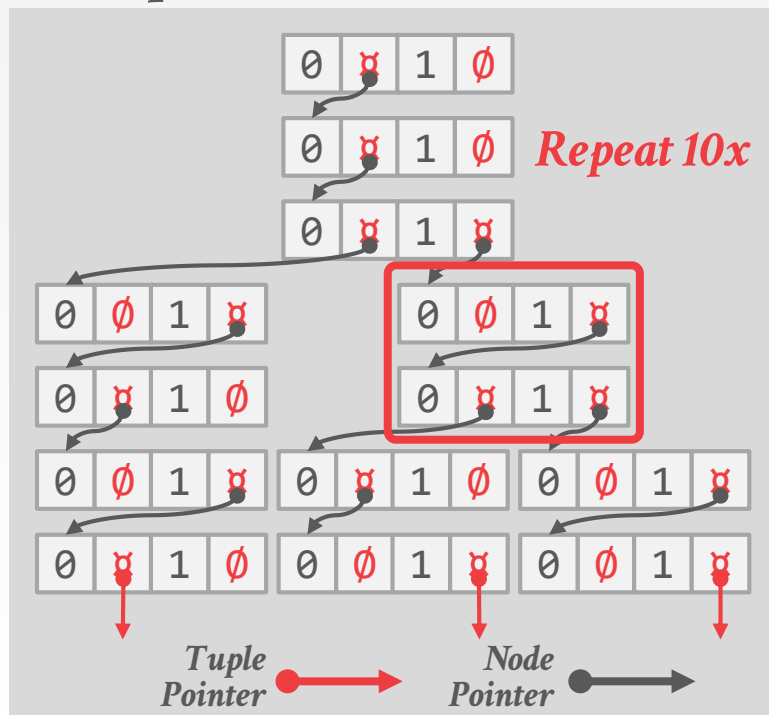 0 ¤ 1 Ø
0 ¤ 1 Ø
Repeat 10x
0 ¤ 1 ¤
0 Ø 1 ¤ 0 Ø 1 ¤
0 ¤ 1 Ø 0 ¤ 1 ¤
0 Ø 1 ¤ 0 ¤ 1 Ø 0 Ø 1 ¤
0 ¤ 1 Ø 0 Ø 1 ¤ 0 Ø 1 ¤
Tuple Node
Pointer Pointer